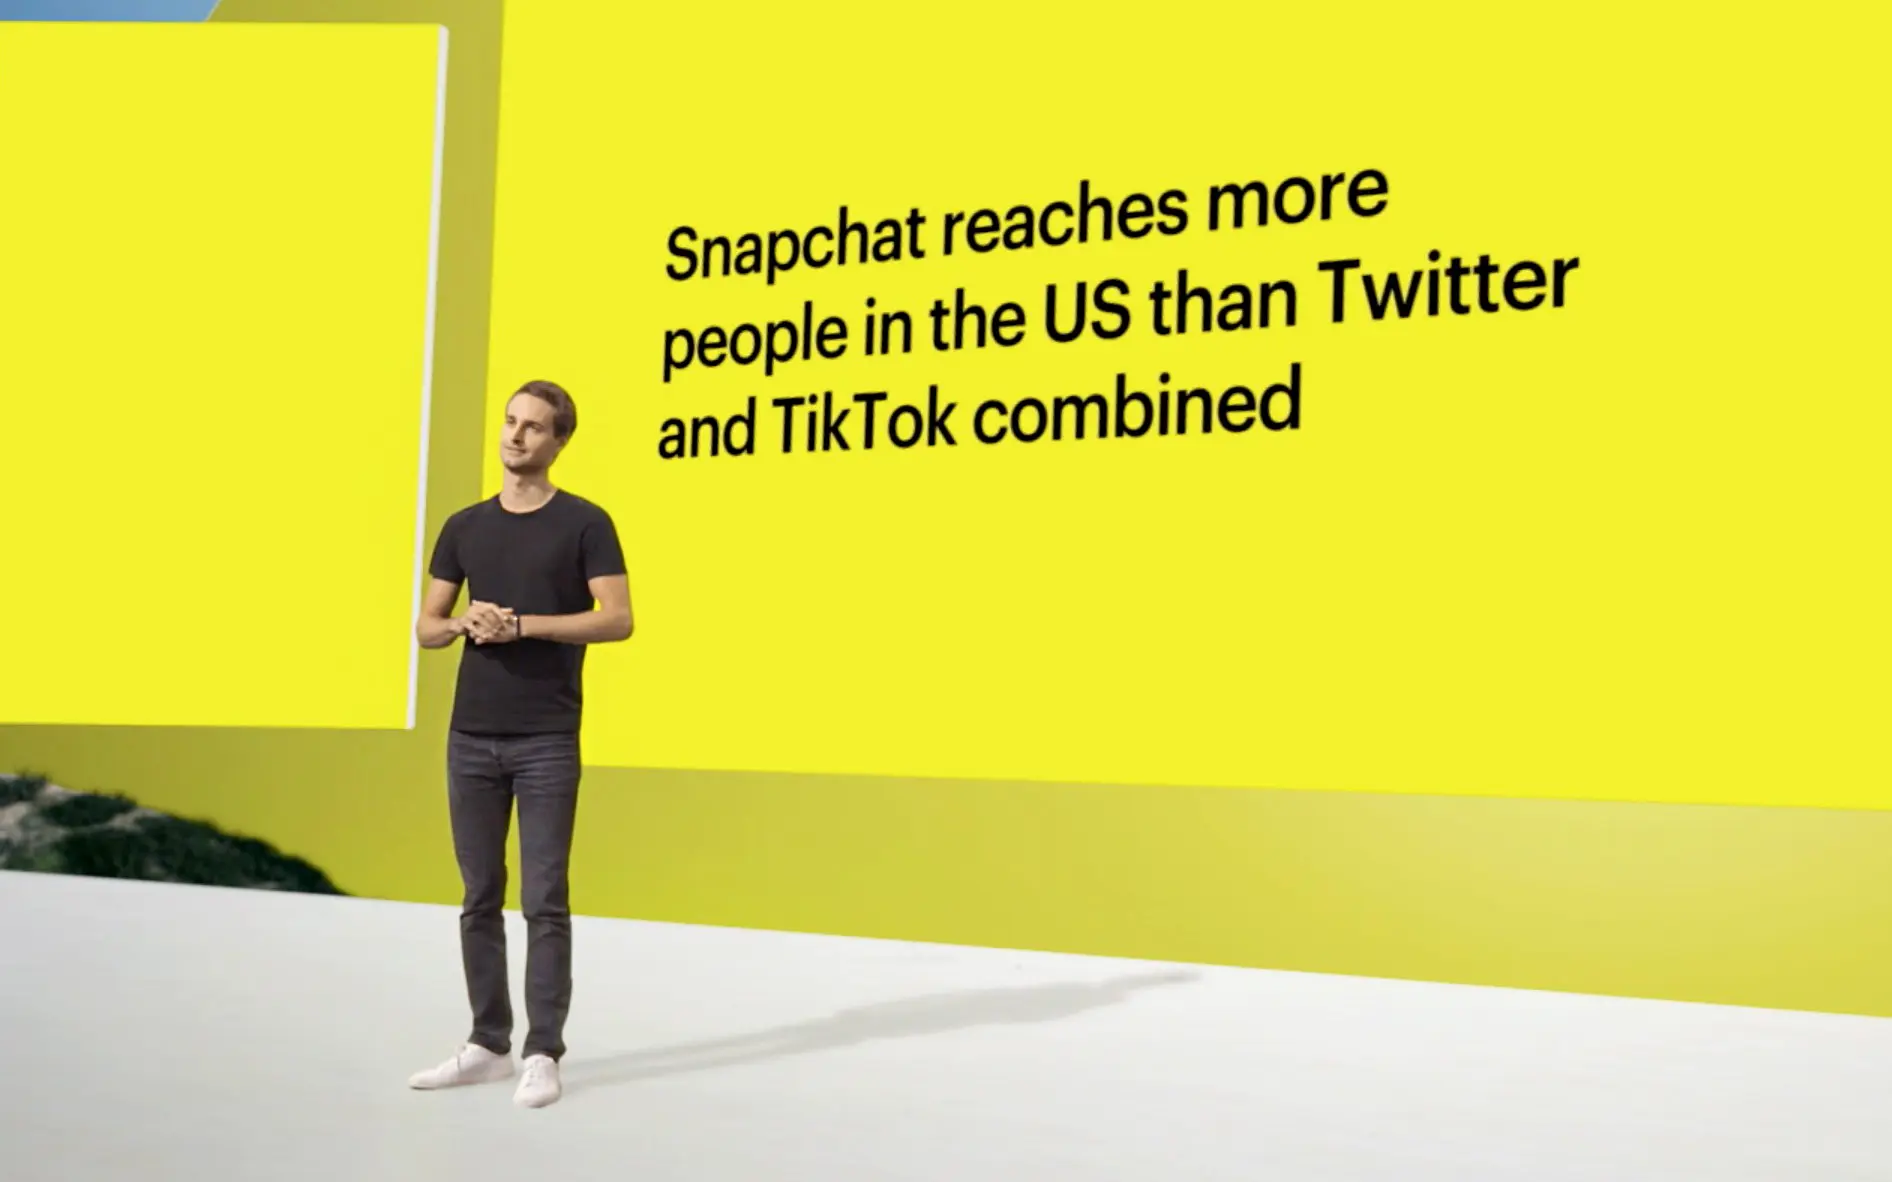 Snapchat reaches more
people in the US than Twitter
and TikTok combined